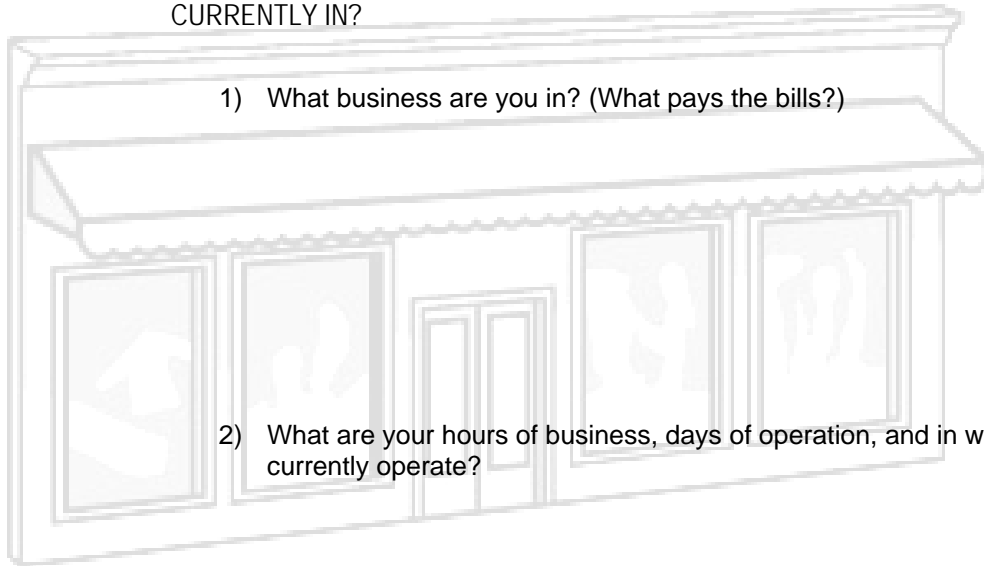 CURRENTLY IN?
1) What business are you in? (What pays the bills?)
2) What are your hours of business, days of operation, and in
currently operate?